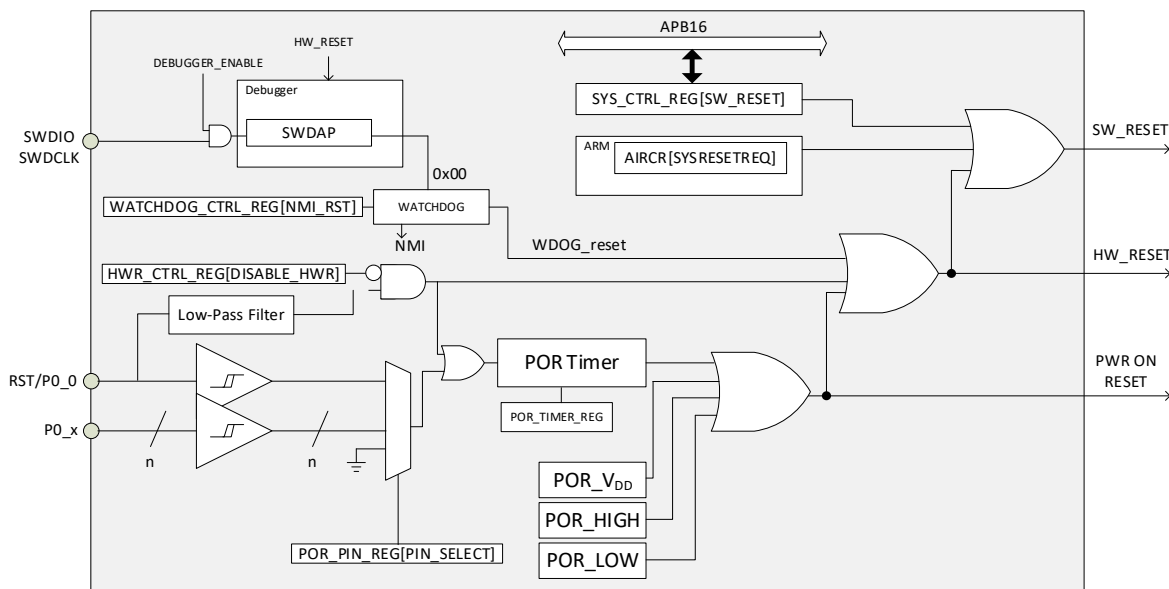 APB16
HW_RESET
DEBUGGER_ENABLE
Debugger
SYS_CTRL_REG[SW_RESET]
SWDIO
SWDCLK
SWDAP
SW_RESET
ARM
AIRCR[SYSRESETREQ]
0x00
WATCHDOG_CTRL_REG[NMI_RST]
WATCHDOG
NMI
WDOG_reset
HW_RESET
HWR_CTRL_REG[DISABLE_HWR]
Low-Pass Filter
RST/P0_0
POR Timer
PWR ON
RESET
POR_TIMER_REG
P0_x
n
n
POR_VDD
POR_HIGH
POR_PIN_REG[PIN_SELECT]
POR_LOW